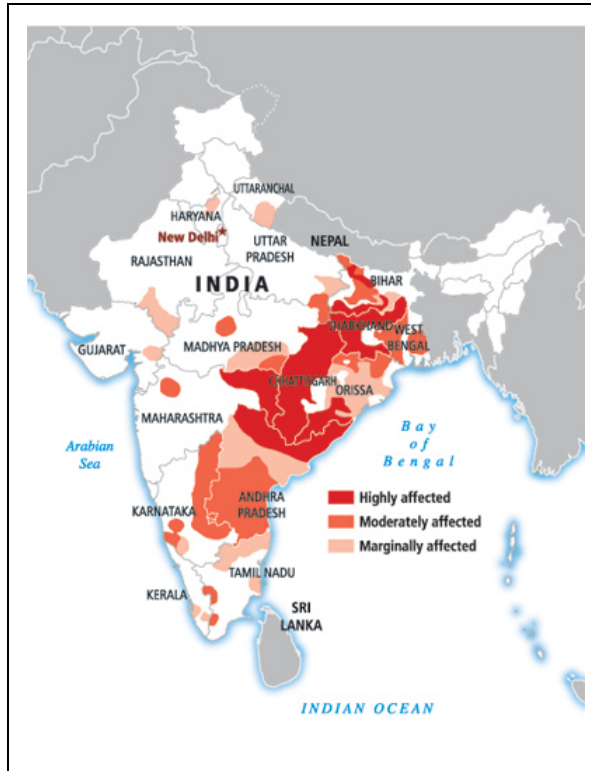 UTTARANCHAL
HARYANA
New Delhi
UTTAR
PRADESH
NEPAL
RAJASTHAN
BIHAR
INDIA
JHARKHAND
WEST
BENGAL
GUJARAT
MADHYA PRADESH
CHHATTISGARH
ORISSA
MAHARASHTRA
Arabian
Sea
Bay
of
Bengal
Highly affected
Moderately affected
Marginally affected
ANDHRA
PRADESH
KARNATAKA
TAMIL NADU
KERALA
SRI
LANKA
INDIAN OCEAN